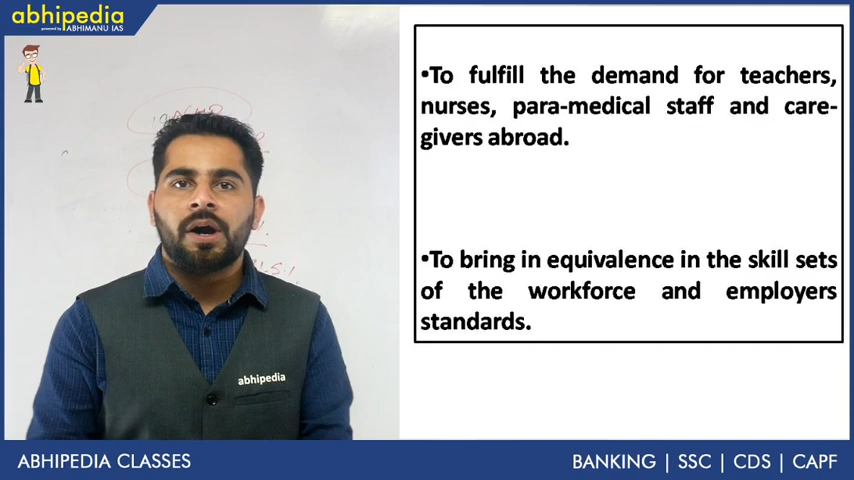 abhipedia
powered by ABHIMANU IAS
•To fulfill the demand for teachers,
nurses, para-medical staff and care-
givers abroad.
•To bring in equivalence in the skill sets
of the workforce and employers
standards.
abhipedia
ABHIPEDIA CLASSES
BANKING | SSC | CDS | CAPF